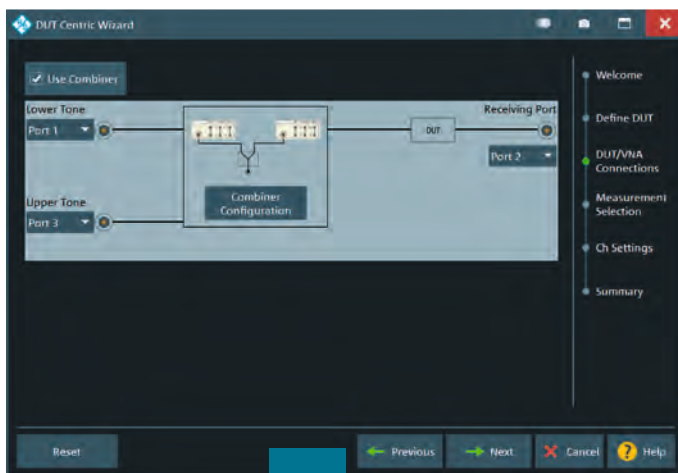 DUT Centric Wizard
Use Combiner
Lower Tone
Port 1
Upper Tone
Port 3
Combiner
Configuration
DUT
Receiving Port
Port 2
Welcome
Define DUT
DUT/VNA
Connections
Measurement
Selection
Ch Settings
Summary
Reset
Previous
Next
Cancel
? Help